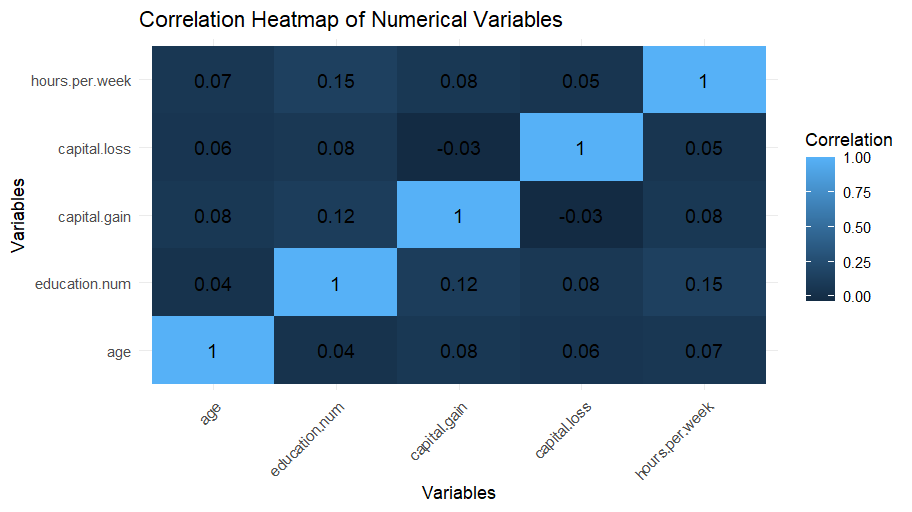 Correlation Heatmap of Numerical Variables
hours.per.week 0.07 0.15 0.08 0.05 1
capital.loss 0.06 0.08 -0.03 1 0.05
capital.gain 0.08 0.12 1 -0.03 0.08
education.num 0.04 1 0.12 0.08 0.15
age 1 0.04 0.08 0.06 0.07
Variables
age education.num capital.gain capital.loss hours.per.week
Variables
Correlation
1.00
0.75
0.50
0.25
0.00